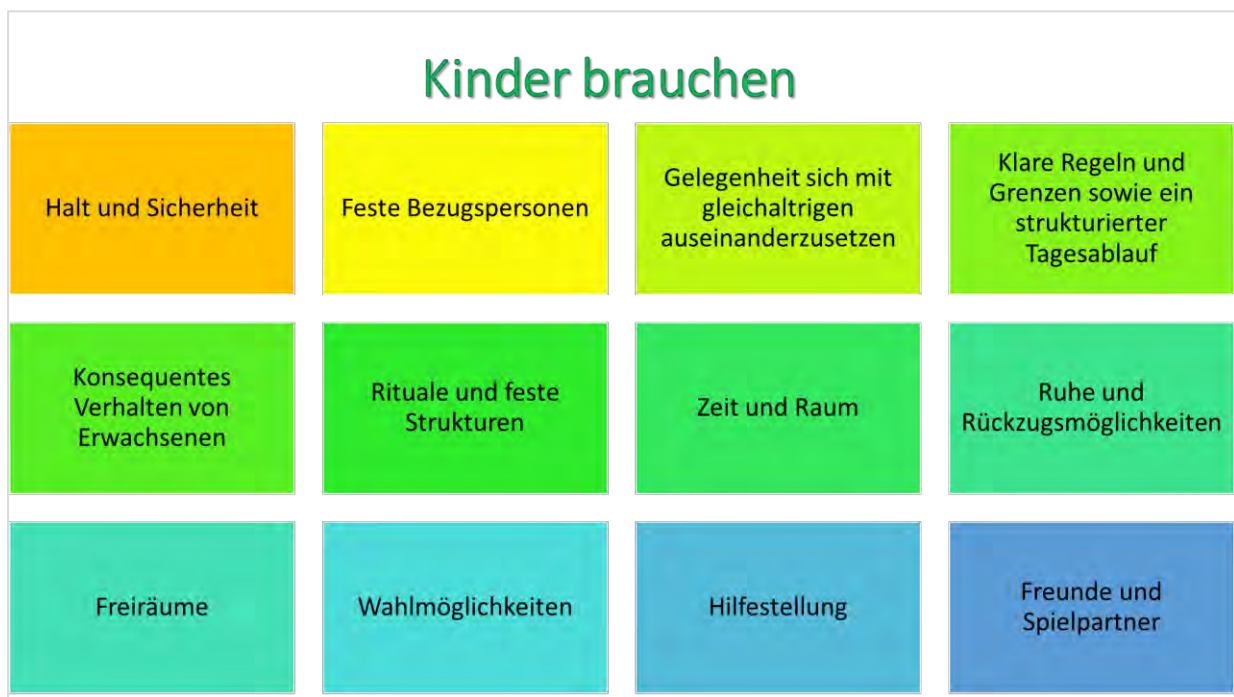 Kinder brauchen
Halt und Sicherheit
Feste Bezugspersonen
Gelegenheit sich mit
gleichaltrigen
auseinanderzusetzen
Klare Regeln und
Grenzen sowie ein
strukturierter
Tagesablauf
Konsequentes
Verhalten von
Erwachsenen
Rituale und feste
Strukturen
Zeit und Raum
Ruhe und
Rückzugsmöglichkeiten
Freiräume
Wahlmöglichkeiten
Hilfestellung
Freunde und
Spielpartner